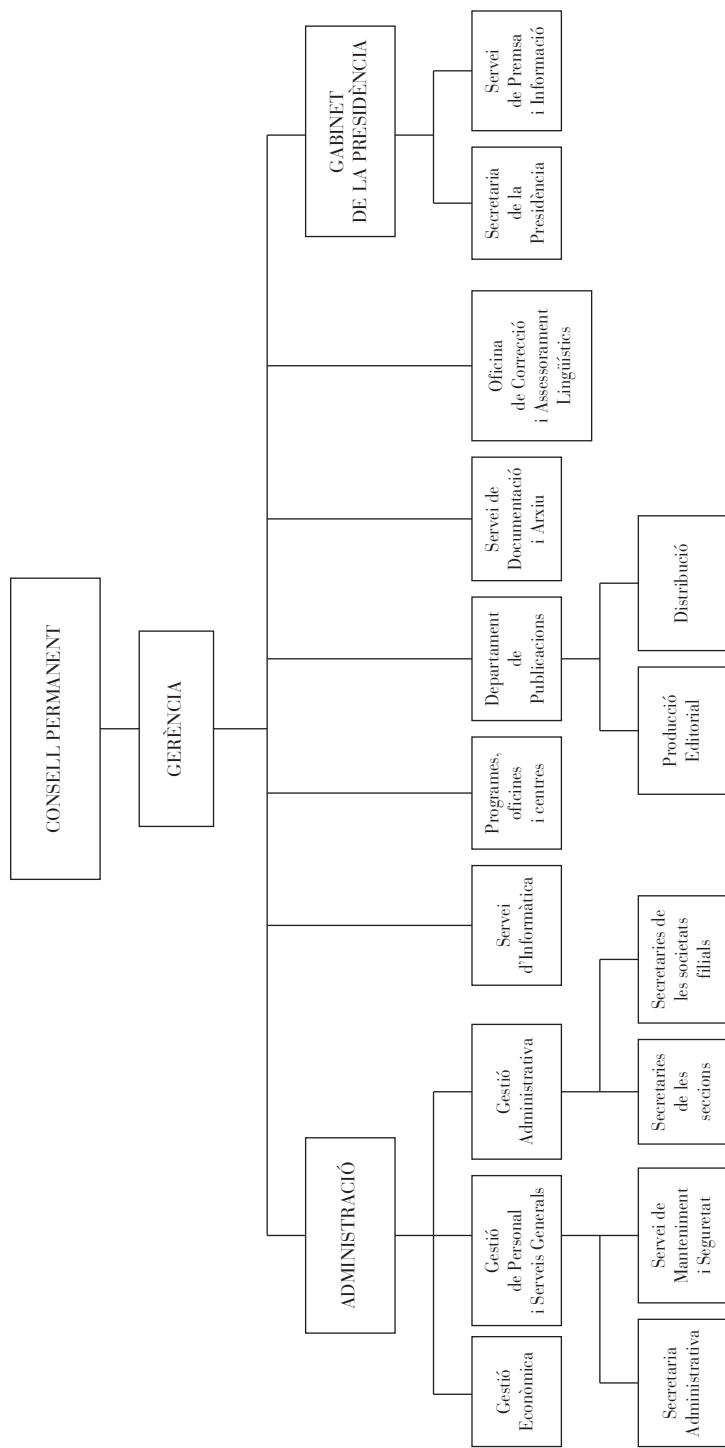 CONSELL PERMANENT
GERÈNCIA
ADMINISTRACIÓ
GABINET
DE LA PRESIDÈNCIA
Gestió
Econòmica
Gestió
de Personal
i Serveis Generals
Gestió
Administrativa
Servei
d'Informàtica
Programes,
oficines
i centres
Departament
de
Publicacions
Servei de
Documentació
i Arxiu
Oficina
de Correcció
i Assessorament
Lingüístics
Secretaria
de la
Presidència
Servei
de Premsa
i Informació
Secretaria
Administrativa
Servei de
Manteniment
i Seguretat
Secretaries
de les
seccions
Secretaries de
les societats
filials
Producció
Editorial
Distribució